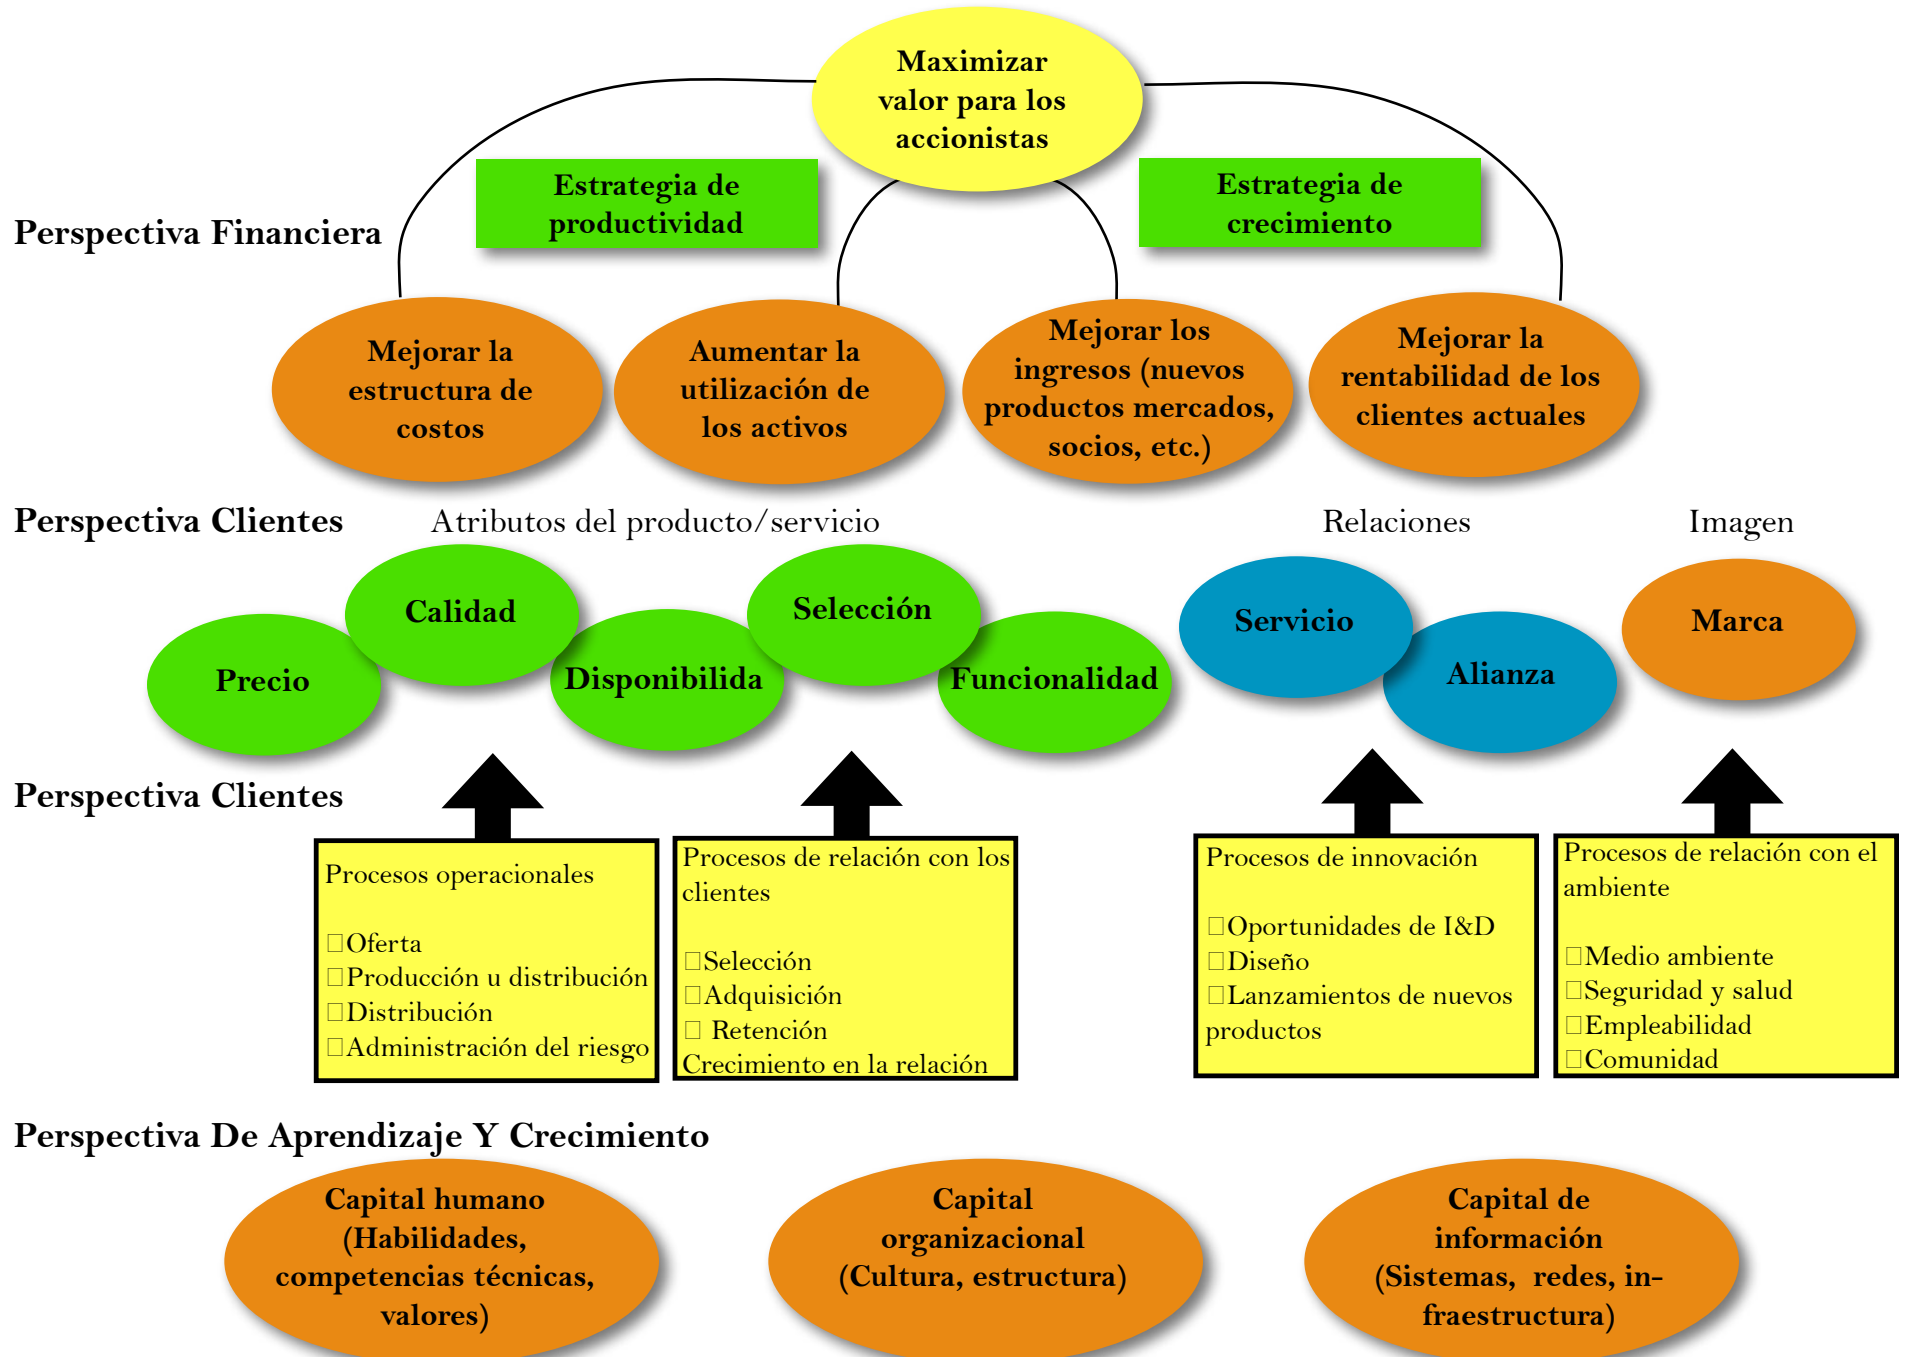 Maximizar
valor para los
accionistas
Estrategia de
productividad
Estrategia de
crecimiento
Perspectiva Financiera
Mejorar la
estructura de
costos
Aumentar la
utilización de
los activos
Mejorar los
ingresos (nuevos
productos mercados,
socios, etc.)
Mejorar la
rentabilidad de los
clientes actuales
Perspectiva Clientes
Atributos del producto/servicio
Relaciones
Imagen
Precio
Calidad
Disponibilida
Selección
Funcionalidad
Servicio
Alianza
Marca
Perspectiva Clientes
Procesos operacionales
□Oferta
□Producción u distribución
□Distribución
□Administración del riesgo
Procesos de relación con los
clientes
□Selección
□Adquisición
□ Retención
Crecimiento en la relación
Procesos de innovación
□Oportunidades de I&D
□Diseño
□Lanzamientos de nuevos
productos
Procesos de relación con el
ambiente
□Medio ambiente
□Seguridad y salud
□Empleabilidad
□Comunidad
Perspectiva De Aprendizaje Y Crecimiento
Capital humano
(Habilidades,
competencias técnicas,
valores)
Capital
organizacional
(Cultura, estructura)
Capital de
información
(Sistemas, redes, in-
fraestructura)